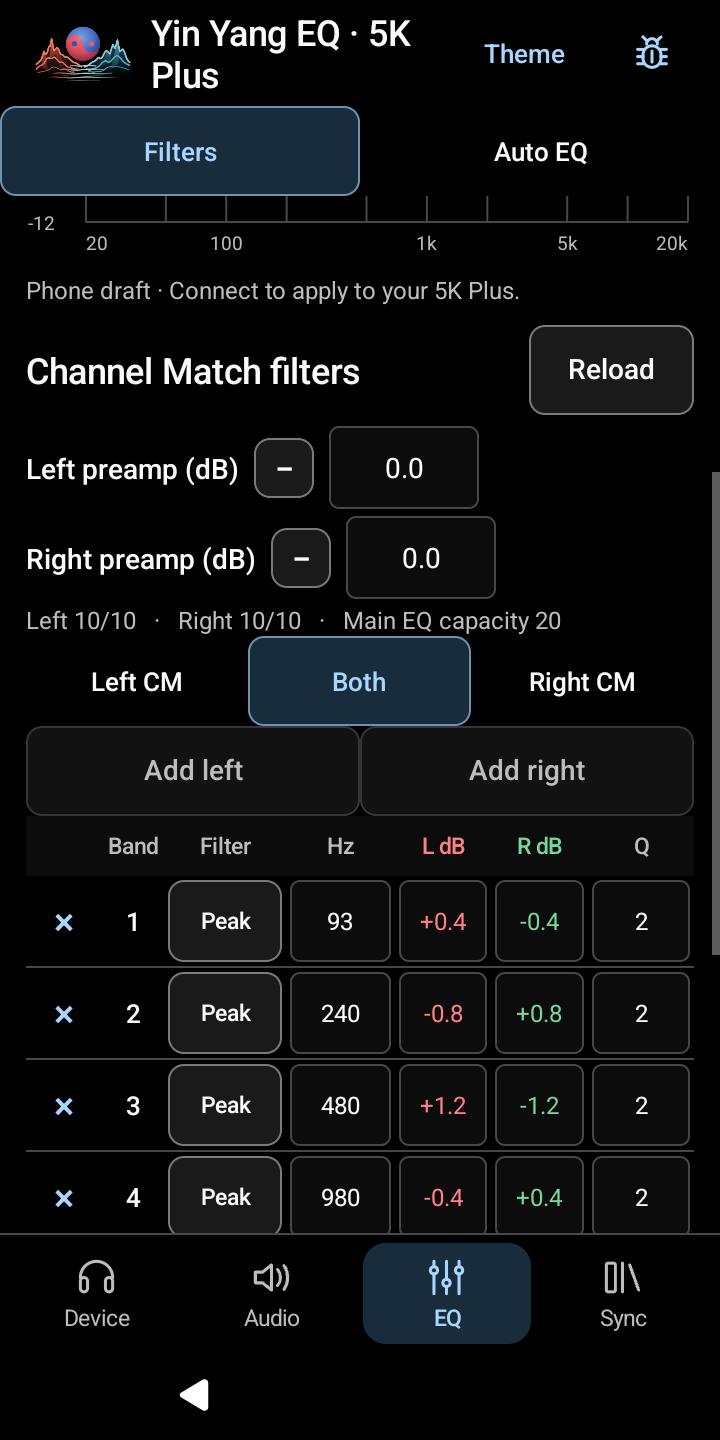 Yin Yang EQ · 5K
Plus
Theme
Filters
Auto EQ
-12
20 100 1k 5k 20k
Phone draft · Connect to apply to your 5K Plus.
Channel Match filters
Reload
Left preamp (dB) − 0.0
Right preamp (dB) − 0.0
Left 10/10 · Right 10/10 · Main EQ capacity 20
Left CM Both Right CM
Add left Add right
Band Filter Hz L dB R dB Q
× 1 Peak 93 +0.4 -0.4 2
× 2 Peak 240 -0.8 +0.8 2
× 3 Peak 480 +1.2 -1.2 2
× 4 Peak 980 -0.4 +0.4 2
Device Audio EQ Sync